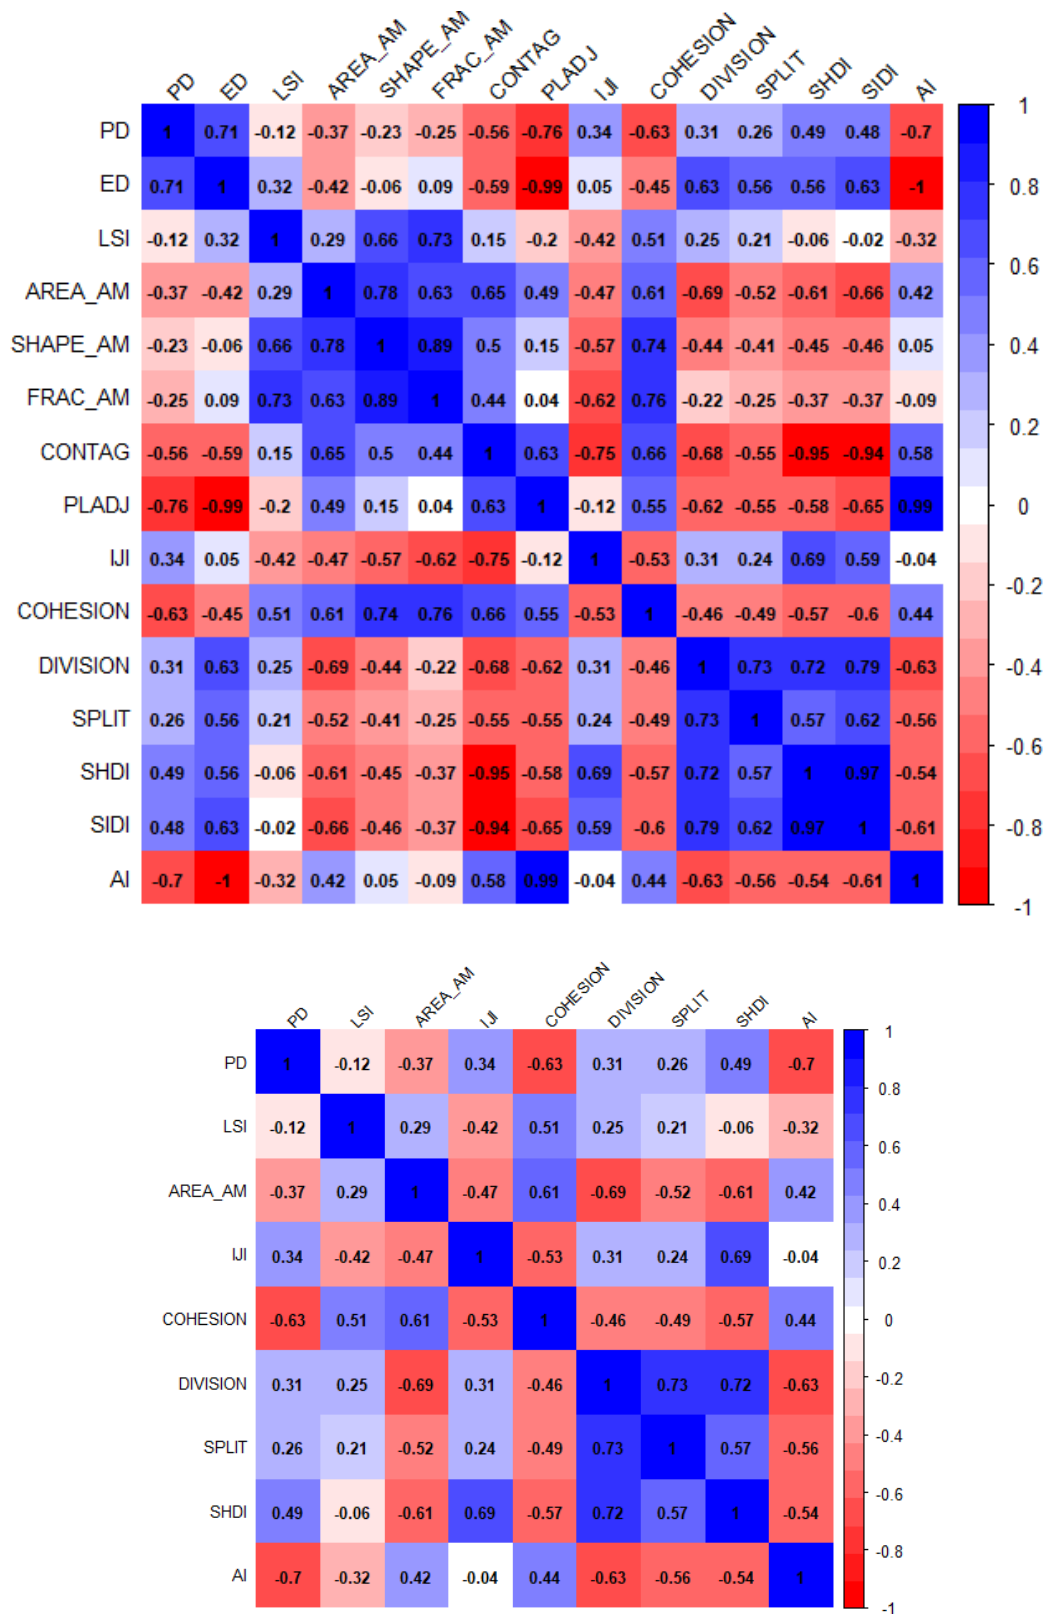 PD ED LSI AREA_AM SHAPE_AM FRAC_AM CONTAG PLADJ IJI COHESION DIVISION SPLIT SHDI SIDI AI
PD 1 0.71 -0.12 -0.37 -0.23 -0.25 -0.56 -0.76 0.34 -0.63 0.31 0.26 0.49 0.48 -0.7
ED 0.71 1 0.32 -0.42 -0.06 0.09 -0.59 -0.99 0.05 -0.45 0.63 0.56 0.56 0.63 -1
LSI -0.12 0.32 1 0.29 0.66 0.73 0.15 -0.2 -0.42 0.51 0.25 0.21 -0.06 -0.02 -0.32
AREA_AM -0.37 -0.42 0.29 1 0.78 0.63 0.65 0.49 -0.47 0.61 -0.69 -0.52 -0.61 -0.66 0.42
SHAPE_AM -0.23 -0.06 0.66 0.78 1 0.89 0.5 0.15 -0.57 0.74 -0.44 -0.41 -0.45 -0.46 0.05
FRAC_AM -0.25 0.09 0.73 0.63 0.89 1 0.44 0.04 -0.62 0.76 -0.22 -0.25 -0.37 -0.37 -0.09
CONTAG -0.56 -0.59 0.15 0.65 0.5 0.44 1 0.63 -0.75 0.66 -0.68 -0.55 -0.95 -0.94 0.58
PLADJ -0.76 -0.99 -0.2 0.49 0.15 0.04 0.63 1 -0.12 0.55 -0.62 -0.55 -0.58 -0.65 0.99
IJI 0.34 0.05 -0.42 -0.47 -0.57 -0.62 -0.75 -0.12 1 -0.53 0.31 0.24 0.69 0.59 -0.04
COHESION -0.63 -0.45 0.51 0.61 0.74 0.76 0.66 0.55 -0.53 1 -0.46 -0.49 -0.57 -0.6 0.44
DIVISION 0.31 0.63 0.25 -0.69 -0.44 -0.22 -0.68 -0.62 0.31 -0.46 1 0.73 0.72 0.79 -0.63
SPLIT 0.26 0.56 0.21 -0.52 -0.41 -0.25 -0.55 -0.55 0.24 -0.49 0.73 1 0.57 0.62 -0.56
SHDI 0.49 0.56 -0.06 -0.61 -0.45 -0.37 -0.95 -0.58 0.69 -0.57 0.72 0.57 1 0.97 -0.54
SIDI 0.48 0.63 -0.02 -0.66 -0.46 -0.37 -0.94 -0.65 0.59 -0.6 0.79 0.62 0.97 1 -0.61
AI -0.7 -1 -0.32 0.42 0.05 -0.09 0.58 0.99 -0.04 0.44 -0.63 -0.56 -0.54 -0.61 1
1
0.8
0.6
0.4
0.2
0
-0.2
-0.4
-0.6
-0.8
-1
PD LSI AREA_AM IJI COHESION DIVISION SPLIT SHDI AI
PD 1 -0.12 -0.37 0.34 -0.63 0.31 0.26 0.49 -0.7
LSI -0.12 1 0.29 -0.42 0.51 0.25 0.21 -0.06 -0.32
AREA_AM -0.37 0.29 1 -0.47 0.61 -0.69 -0.52 -0.61 0.42
IJI 0.34 -0.42 -0.47 1 -0.53 0.31 0.24 0.69 -0.04
COHESION -0.63 0.51 0.61 -0.53 1 -0.46 -0.49 -0.57 0.44
DIVISION 0.31 0.25 -0.69 0.31 -0.46 1 0.73 0.72 -0.63
SPLIT 0.26 0.21 -0.52 0.24 -0.49 0.73 1 0.57 -0.56
SHDI 0.49 -0.06 -0.61 0.69 -0.57 0.72 0.57 1 -0.54
AI -0.7 -0.32 0.42 -0.04 0.44 -0.63 -0.56 -0.54 1
1
0.8
0.6
0.4
0.2
0
-0.2
-0.4
-0.6
-0.8
-1